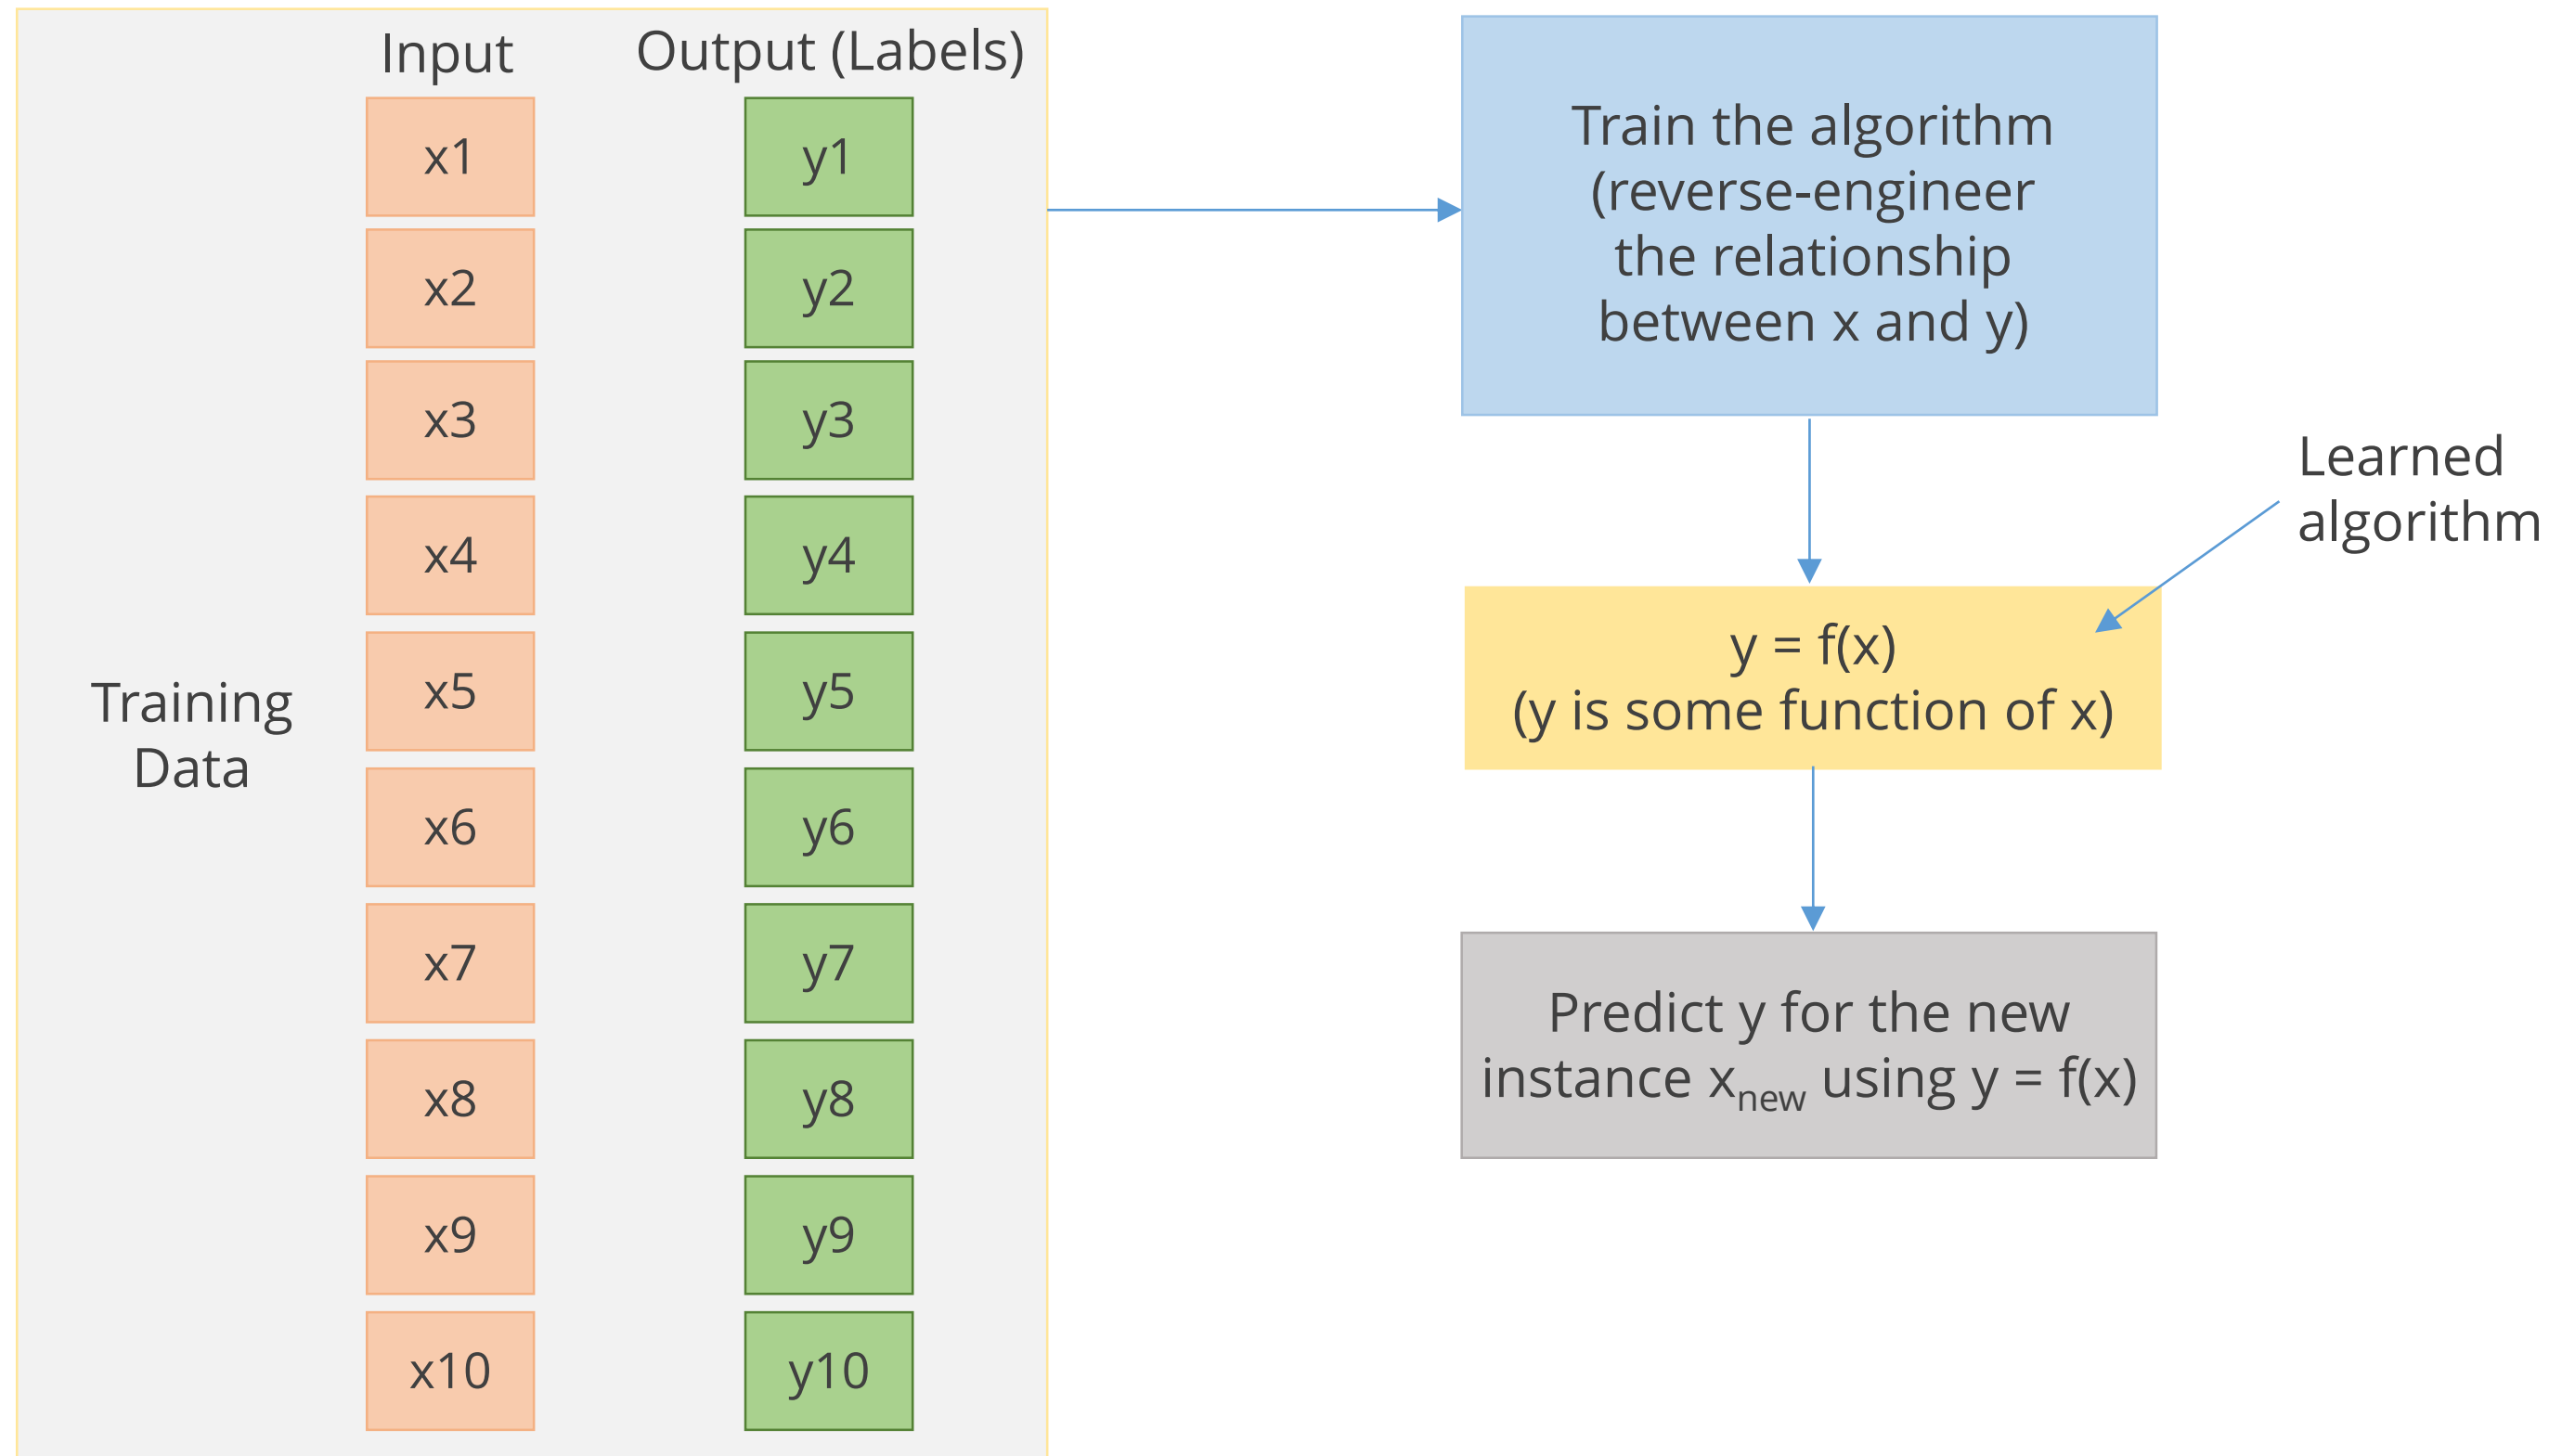 Input
Output (Labels)
x1
y1
x2
y2
x3
y3
x4
y4
x5
y5
x6
y6
x7
y7
x8
y8
x9
y9
x10
y10
Training
Data
Train the algorithm
(reverse-engineer
the relationship
between x and y)
Learned
algorithm
y = f(x)
(y is some function of x)
Predict y for the new
instance xnew using y = f(x)